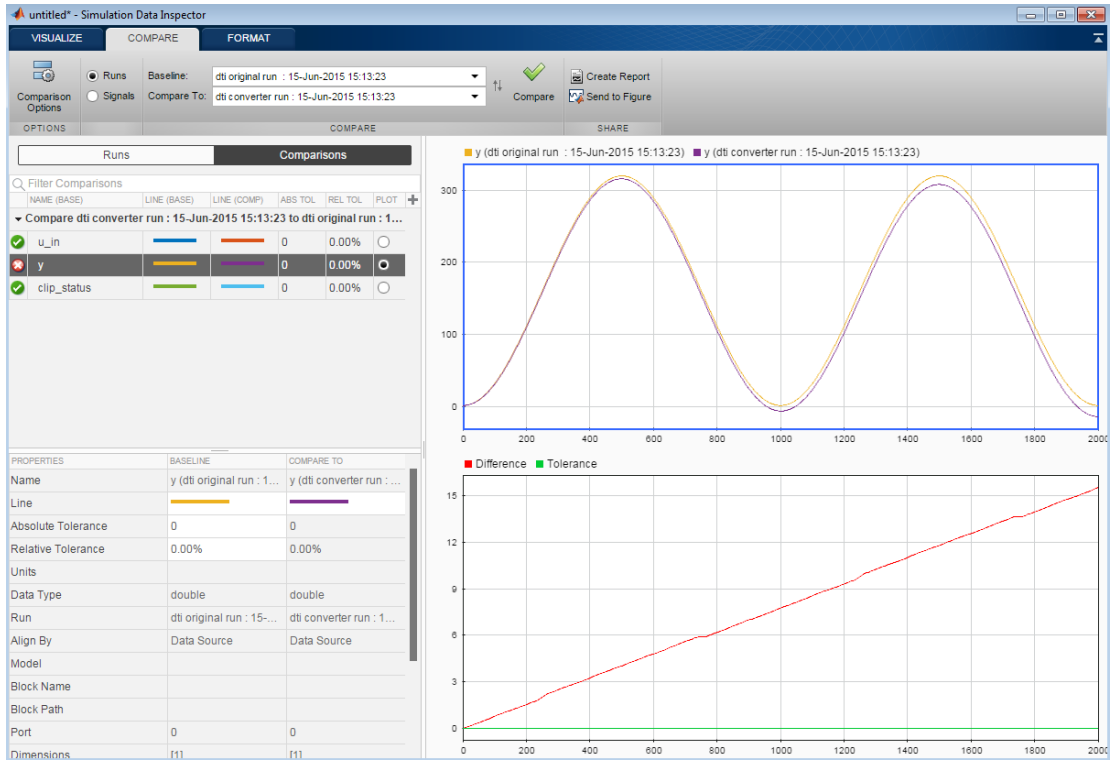 untitled* - Simulation Data Inspector
VISUALIZE COMPARE FORMAT
Comparison Options
Runs
Signals
Baseline: dti original run : 15-Jun-2015 15:13:23
Compare To: dti converter run : 15-Jun-2015 15:13:23
Compare
Create Report
Send to Figure
OPTIONS COMPARE SHARE
Runs Comparisons
Filter Comparisons
NAME (BASE) LINE (BASE) LINE (COMP) ABS TOL REL TOL PLOT
Compare dti converter run : 15-Jun-2015 15:13:23 to dti original run : 1...
u_in 0 0.00%
y 0 0.00%
clip_status 0 0.00%
PROPERTIES BASELINE COMPARE TO
Name y (dti original run : 1... y (dti converter run : ...
Line
Absolute Tolerance 0 0
Relative Tolerance 0.00% 0.00%
Units
Data Type double double
Run dti original run : 15-... dti converter run : 1...
Align By Data Source Data Source
Model
Block Name
Block Path
Port 0 0
Dimensions [1] [1]
y (dti original run : 15-Jun-2015 15:13:23) y (dti converter run : 15-Jun-2015 15:13:23)
300
200
100
0
0 200 400 600 800 1000 1200 1400 1600 1800 2000
Difference Tolerance
15
12
9
6
3
0
0 200 400 600 800 1000 1200 1400 1600 1800 2000